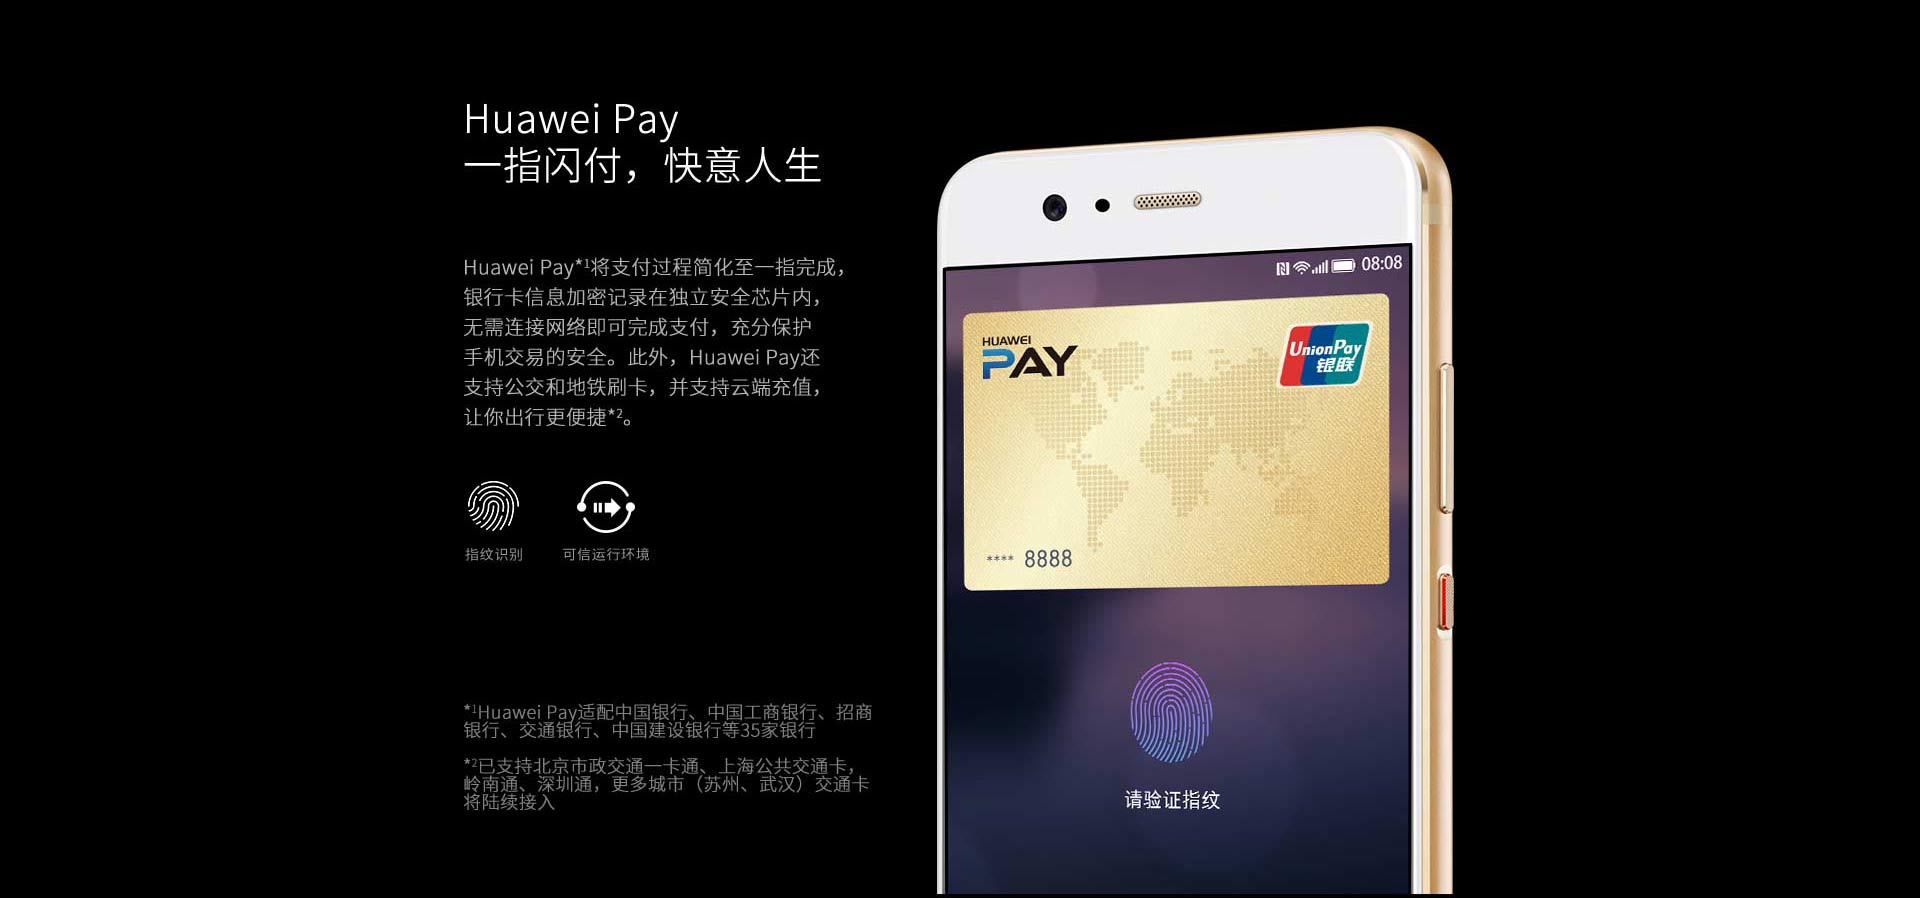 Huawei Pay
一指闪付，快意人生
Huawei Pay*¹将支付过程简化至一指完成，
银行卡信息加密记录在独立安全芯片内，
无需连接网络即可完成支付，充分保护
手机交易的安全。此外，Huawei Pay还
支持公交和地铁刷卡，并支持云端充值，
让你出行更便捷*²。
指纹识别
可信运行环境
*¹Huawei Pay适配中国银行、中国工商银行、招商
银行、交通银行、中国建设银行等35家银行
*²已支持北京市政交通一卡通、上海公共交通卡，
岭南通、深圳通，更多城市（苏州、武汉）交通卡
将陆续接入
08:08
HUAWEI
PAY
UnionPay
银联
**** 8888
请验证指纹